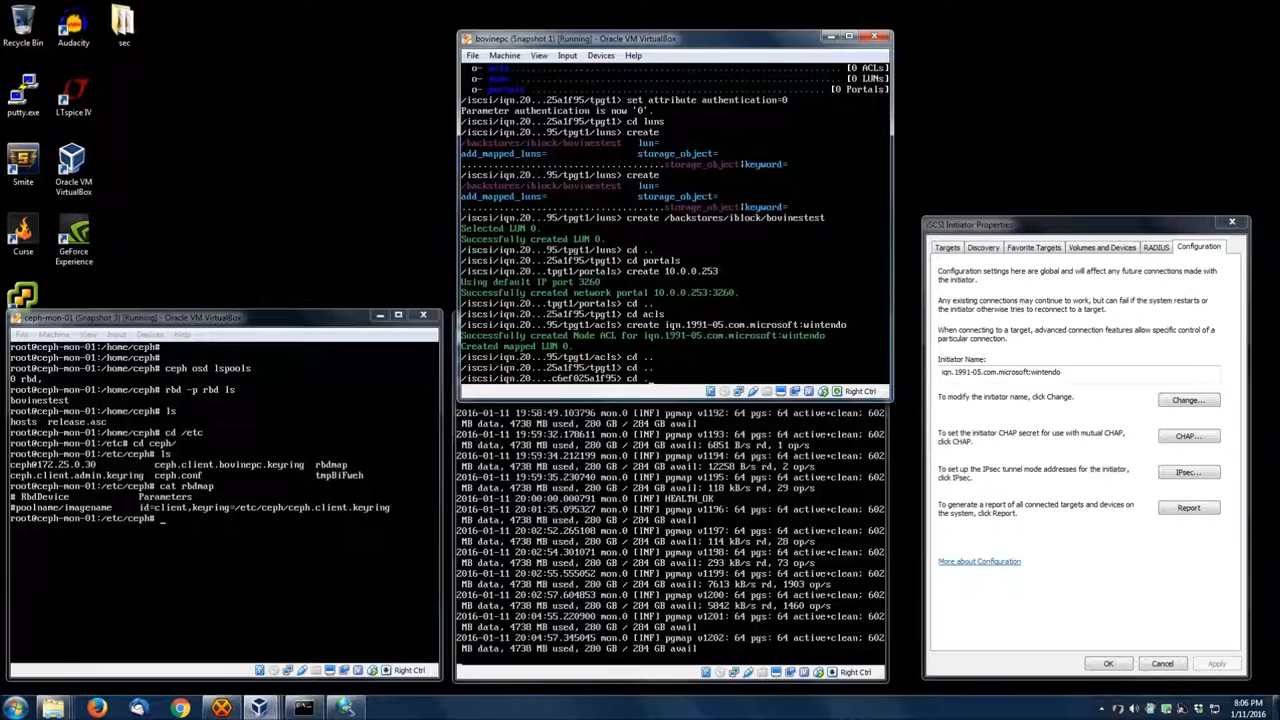 Recycle Bin
Audacity
sec
putty.exe
LTspice IV
Smite
Oracle VM
VirtualBox
Curse
GeForce
Experience
bovinepc (Snapshot 1) [Running] - Oracle VM VirtualBox
File Machine View Input Devices Help
o- acls [0 ACLs]
o- luns [0 LUNs]
o- portals [0 Portals]
/iscsi/iqn.20...25a1f95/tpgt1> set attribute authentication=0
Parameter authentication is now '0'.
/iscsi/iqn.20...25a1f95/tpgt1> cd luns
/iscsi/iqn.20...95/tpgt1/luns> create
/backstores/iblock/bovinestest lun=
add_mapped_luns= storage_object=
storage_object|keyword=
/iscsi/iqn.20...95/tpgt1/luns> create
/backstores/iblock/bovinestest lun=
add_mapped_luns= storage_object=
storage_object|keyword=
/iscsi/iqn.20...95/tpgt1/luns> create /backstores/iblock/bovinestest
Selected LUN 0.
Successfully created LUN 0.
/iscsi/iqn.20...95/tpgt1/luns> cd ..
/iscsi/iqn.20...25a1f95/tpgt1> cd portals
/iscsi/iqn.20...tpgt1/portals> create 10.0.0.253
Using default IP port 3260
Successfully created network portal 10.0.0.253:3260.
/iscsi/iqn.20...tpgt1/portals> cd ..
/iscsi/iqn.20...25a1f95/tpgt1> cd acls
/iscsi/iqn.20...95/tpgt1/acls> create iqn.1991-05.com.microsoft:wintendo
Successfully created Node ACL for iqn.1991-05.com.microsoft:wintendo
Created mapped LUN 0.
/iscsi/iqn.20...95/tpgt1/acls> cd ..
/iscsi/iqn.20...25a1f95/tpgt1> cd ..
/iscsi/iqn.20...c6ef025a1f95> cd ._
Right Ctrl
ceph-mon-01 (Snapshot 3) [Running] - Oracle VM VirtualBox
File Machine View Input Devices Help
root@ceph-mon-01:/home/ceph#
root@ceph-mon-01:/home/ceph#
root@ceph-mon-01:/home/ceph# ceph osd lspools
0 rbd,
root@ceph-mon-01:/home/ceph# rbd -p rbd ls
bovinestest
root@ceph-mon-01:/home/ceph# ls
hosts release.asc
root@ceph-mon-01:/home/ceph# cd /etc
root@ceph-mon-01:/etc# cd ceph/
root@ceph-mon-01:/etc/ceph# ls
ceph@172.25.0.30 ceph.client.bovinepc.keyring rbdmap
ceph.client.admin.keyring ceph.conf tmpBiFweh
root@ceph-mon-01:/etc/ceph# cat rbdmap
# RbdDevice Parameters
#poolname/imagename id=client,keyring=/etc/ceph/ceph.client.keyring
root@ceph-mon-01:/etc/ceph# _
Right Ctrl
2016-01-11 19:58:49.103796 mon.0 [INF] pgmap v1192: 64 pgs: 64 active+clean; 602
MB data, 4738 MB used, 280 GB / 284 GB avail
2016-01-11 19:59:32.178611 mon.0 [INF] pgmap v1193: 64 pgs: 64 active+clean; 602
MB data, 4738 MB used, 280 GB / 284 GB avail; 6851 B/s rd, 1 op/s
2016-01-11 19:59:34.212199 mon.0 [INF] pgmap v1194: 64 pgs: 64 active+clean; 602
MB data, 4738 MB used, 280 GB / 284 GB avail; 12258 B/s rd, 2 op/s
2016-01-11 19:59:35.230740 mon.0 [INF] pgmap v1195: 64 pgs: 64 active+clean; 602
MB data, 4738 MB used, 280 GB / 284 GB avail; 118 kB/s rd, 29 op/s
2016-01-11 20:00:00.000791 mon.0 [INF] HEALTH_OK
2016-01-11 20:01:35.095327 mon.0 [INF] pgmap v1197: 64 pgs: 64 active+clean; 602
MB data, 4738 MB used, 280 GB / 284 GB avail
2016-01-11 20:02:52.265108 mon.0 [INF] pgmap v1198: 64 pgs: 64 active+clean; 602
MB data, 4738 MB used, 280 GB / 284 GB avail; 114 kB/s rd, 28 op/s
2016-01-11 20:02:54.301071 mon.0 [INF] pgmap v1198: 64 pgs: 64 active+clean; 602
MB data, 4738 MB used, 280 GB / 284 GB avail; 293 kB/s rd, 73 op/s
2016-01-11 20:02:55.555052 mon.0 [INF] pgmap v1199: 64 pgs: 64 active+clean; 602
MB data, 4738 MB used, 280 GB / 284 GB avail; 7613 kB/s rd, 1903 op/s
2016-01-11 20:02:57.604853 mon.0 [INF] pgmap v1200: 64 pgs: 64 active+clean; 602
MB data, 4738 MB used, 280 GB / 284 GB avail; 5842 kB/s rd, 1460 op/s
2016-01-11 20:04:55.220900 mon.0 [INF] pgmap v1201: 64 pgs: 64 active+clean; 602
MB data, 4738 MB used, 280 GB / 284 GB avail
2016-01-11 20:04:57.345045 mon.0 [INF] pgmap v1202: 64 pgs: 64 active+clean; 602
MB data, 4738 MB used, 280 GB / 284 GB avail
Right Ctrl
iSCSI Initiator Properties
Targets Discovery Favorite Targets Volumes and Devices RADIUS Configuration
Configuration settings here are global and will affect any future connections made with
the initiator.
Any existing connections may continue to work, but can fail if the system restarts or
the initiator otherwise tries to reconnect to a target.
When connecting to a target, advanced connection features allow specific control of a
particular connection.
Initiator Name:
iqn.1991-05.com.microsoft:wintendo
To modify the initiator name, click Change.
Change...
To set the initiator CHAP secret for use with mutual CHAP,
click CHAP.
CHAP...
To set up the IPsec tunnel mode addresses for the initiator,
click IPsec.
IPsec...
To generate a report of all connected targets and devices on
the system, click Report.
Report
More about Configuration
OK Cancel Apply
8:06 PM
1/11/2016